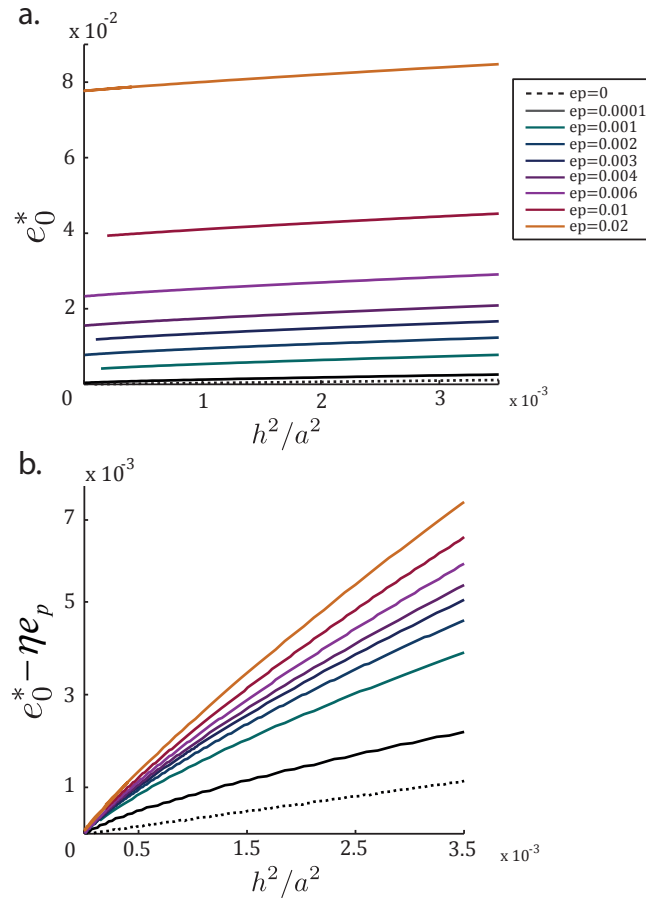 a.
x 10⁻²
8
6
4
2
0
e₀*
1
2
3
x 10⁻³
h²/a²
ep=0
ep=0.0001
ep=0.001
ep=0.002
ep=0.003
ep=0.004
ep=0.006
ep=0.01
ep=0.02
b.
x 10⁻³
7
5
3
1
0
e₀* − ηeₚ
0.5
1.5
2.5
3.5
x 10⁻³
h²/a²